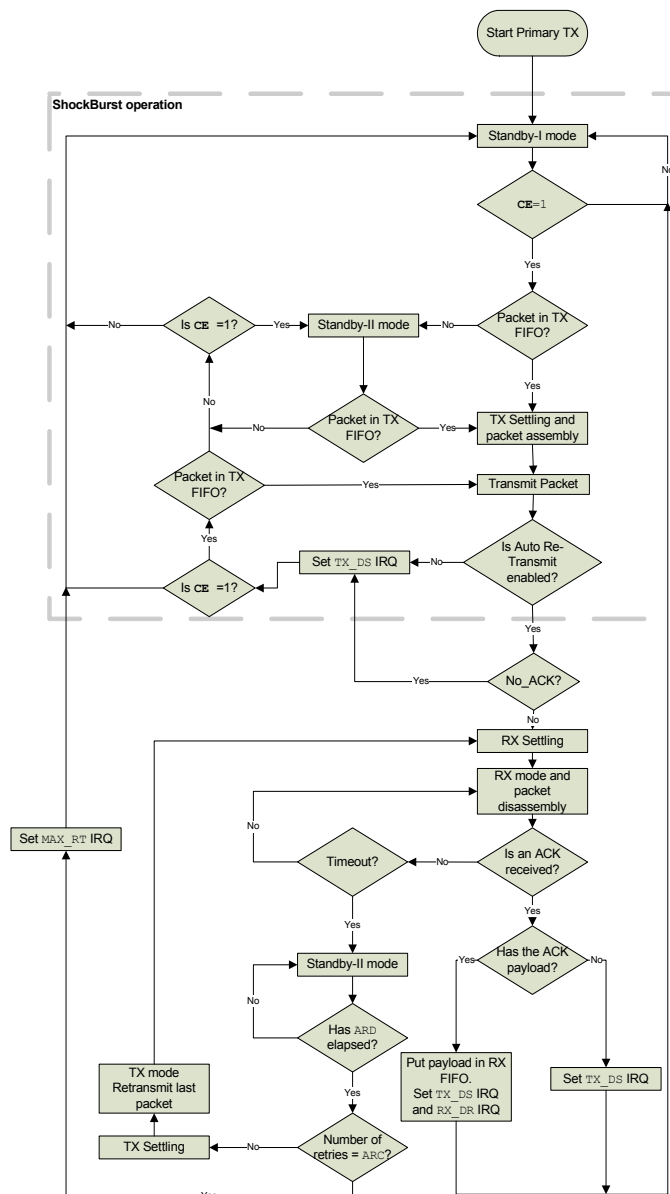 Start Primary TX
ShockBurst operation
Standby-I mode
No
CE=1
Yes
No
Is CE =1?
Yes
Standby-II mode
No
Packet in TX
FIFO?
No
Yes
Packet in TX
FIFO?
No
Yes
TX Settling and
packet assembly
Packet in TX
FIFO?
Yes
Transmit Packet
Yes
Is Auto Re-
Transmit
enabled?
Is CE =1?
Set TX_DS IRQ
No
Yes
Yes
No_ACK?
No
RX Settling
RX mode and
packet
disassembly
No
Set MAX_RT IRQ
Timeout?
No
Is an ACK
received?
Yes
Yes
Has the ACK
payload?
Yes
No
Standby-II mode
No
Has ARD
elapsed?
Put payload in RX
FIFO.
Set TX_DS IRQ
and RX_DR IRQ
Set TX_DS IRQ
TX mode
Retransmit last
packet
Yes
Number of
retries = ARC?
No
TX Settling
Yes